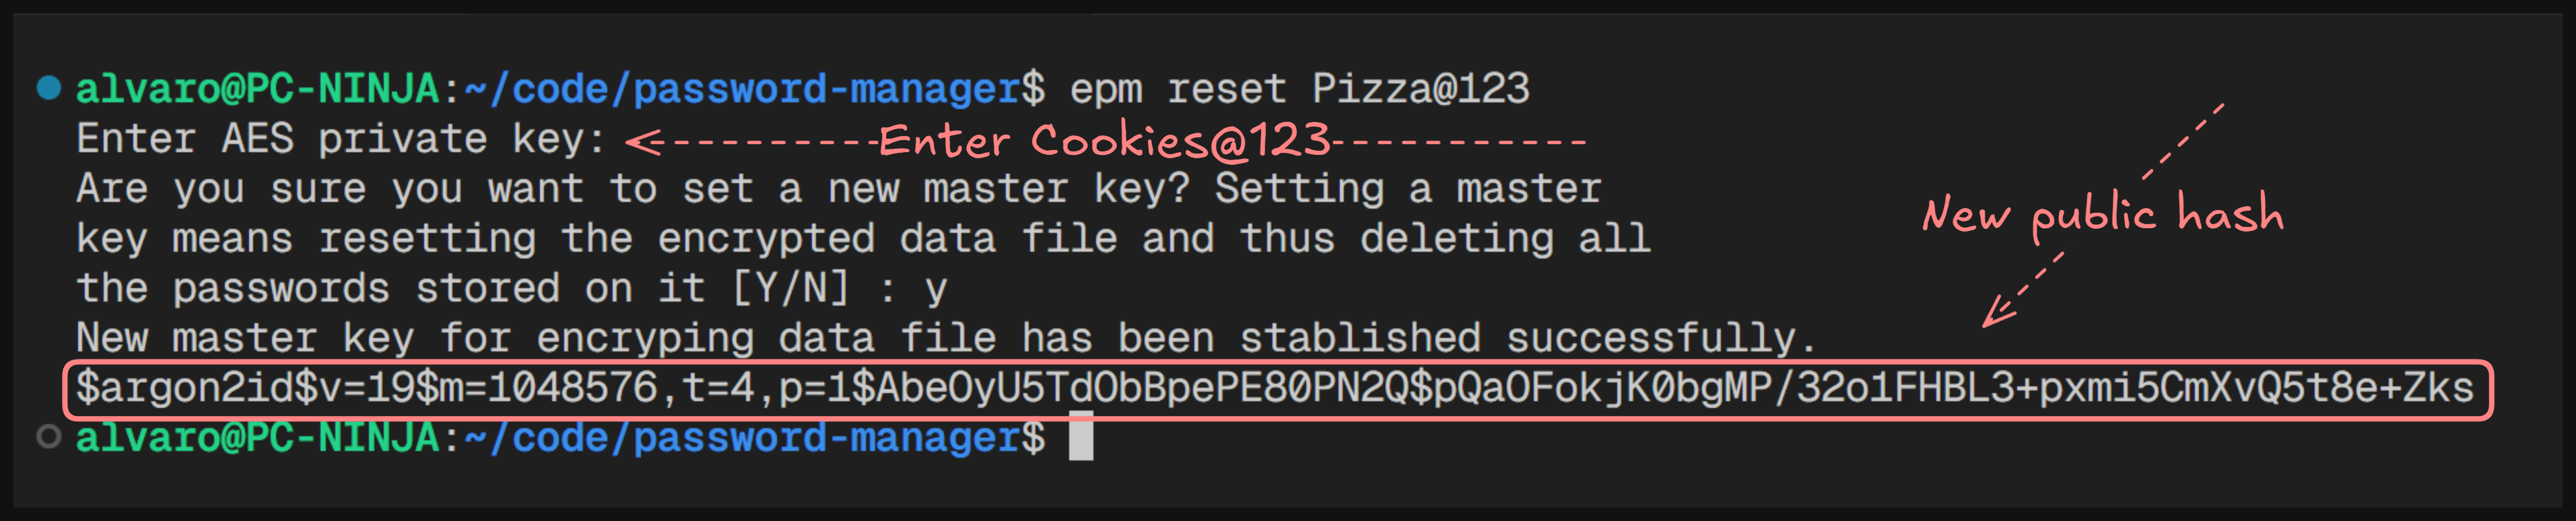 alvaro@PC-NINJA:~/code/password-manager$ epm reset Pizza@123
Enter AES private key: Enter Cookies@123
Are you sure you want to set a new master key? Setting a master
key means resetting the encrypted data file and thus deleting all
the passwords stored on it [Y/N] : y
New public hash
New master key for encryping data file has been stablished successfully.
$argon2id$v=19$m=1048576,t=4,p=1$AbeOyU5TdObBpePE80PN2Q$pQaOFokjK0bgMP/32o1FHBL3+pxmi5CmXvQ5t8e+Zks
alvaro@PC-NINJA:~/code/password-manager$